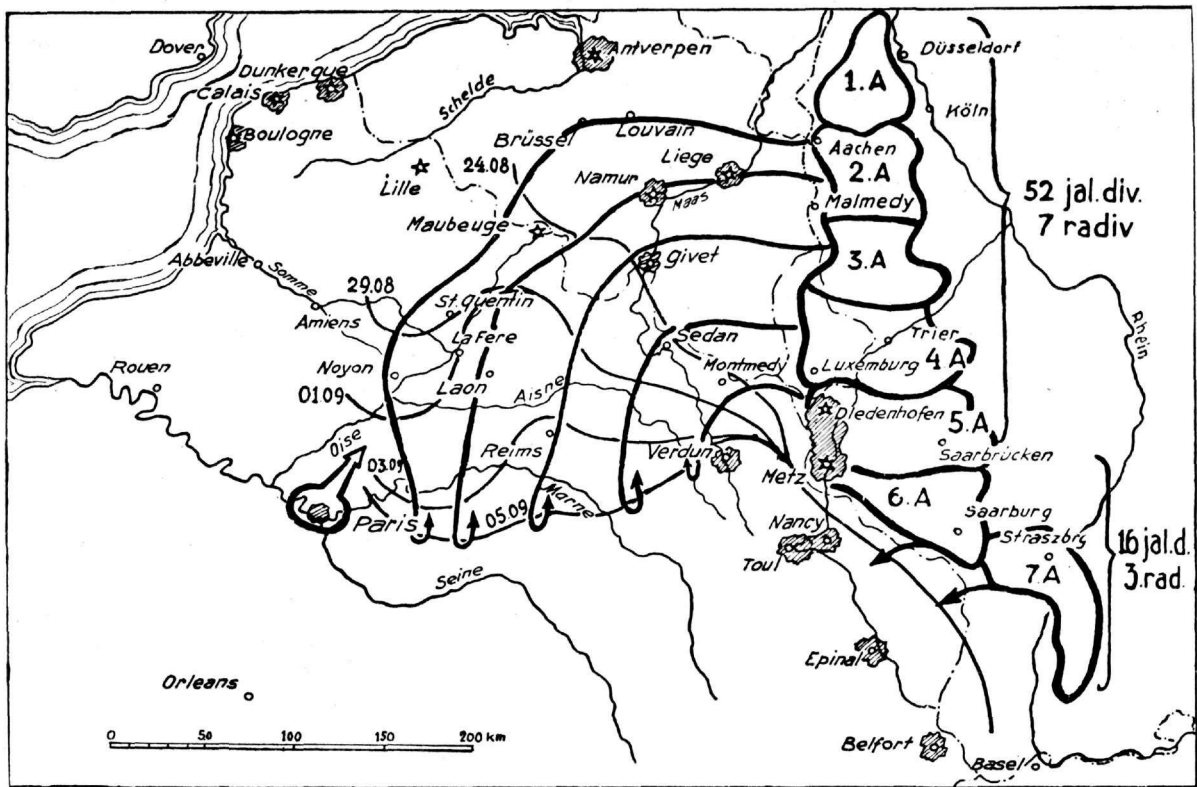 Dover
Dunkerque
Calais
Boulogne
Antverpen
Schelde
Düsseldorf
1.A
Köln
Brüssel
Louvain
Aachen
Lille
24.08
Namur
Liege
2.A
Maas
Malmedy
52 jal.div.
7 radiv
Maubeuge
Givet
3.A
Abbeville
Somme
29.08
St.Quentin
Amiens
La Fere
Sedan
Trier
4 A
Rhein
Rouen
Noyon
Laon
Montmedy
Luxemburg
Aisne
0109
Diedenhofen
5.A
Oise
Reims
Verdun
Saarbrücken
03.09
Metz
6.A
Paris
05.09
Marne
Saarburg
Nancy
Straszbrg
16 jal.d.
3.rad.
Toul
7.A
Seine
Epinal
Orleans
0 50 100 150 200 km
Belfort
Basel